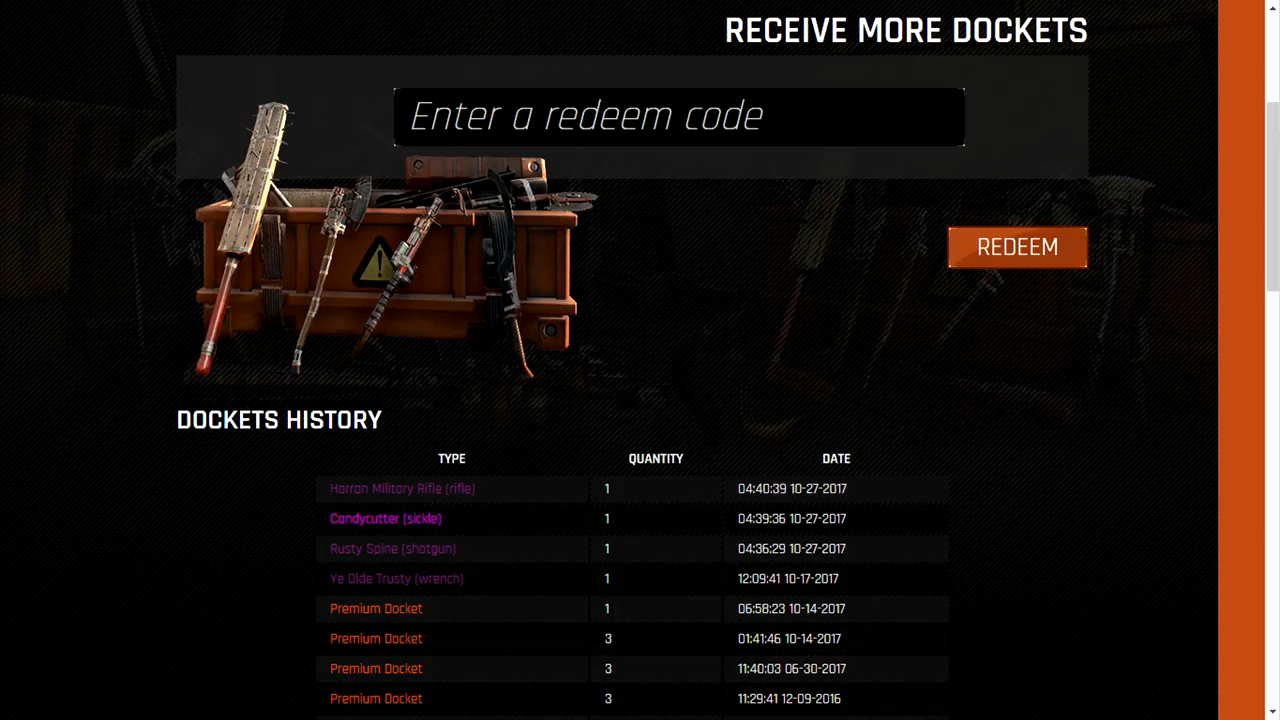 RECEIVE MORE DOCKETS
Enter a redeem code
REDEEM
DOCKETS HISTORY
TYPE QUANTITY DATE
Harran Military Rifle (rifle) 1 04:40:39 10-27-2017
Candycutter (sickle) 1 04:39:36 10-27-2017
Rusty Spine (shotgun) 1 04:36:29 10-27-2017
Ye Olde Trusty (wrench) 1 12:09:41 10-17-2017
Premium Docket 1 06:58:23 10-14-2017
Premium Docket 3 01:41:46 10-14-2017
Premium Docket 3 11:40:03 06-30-2017
Premium Docket 3 11:29:41 12-09-2016